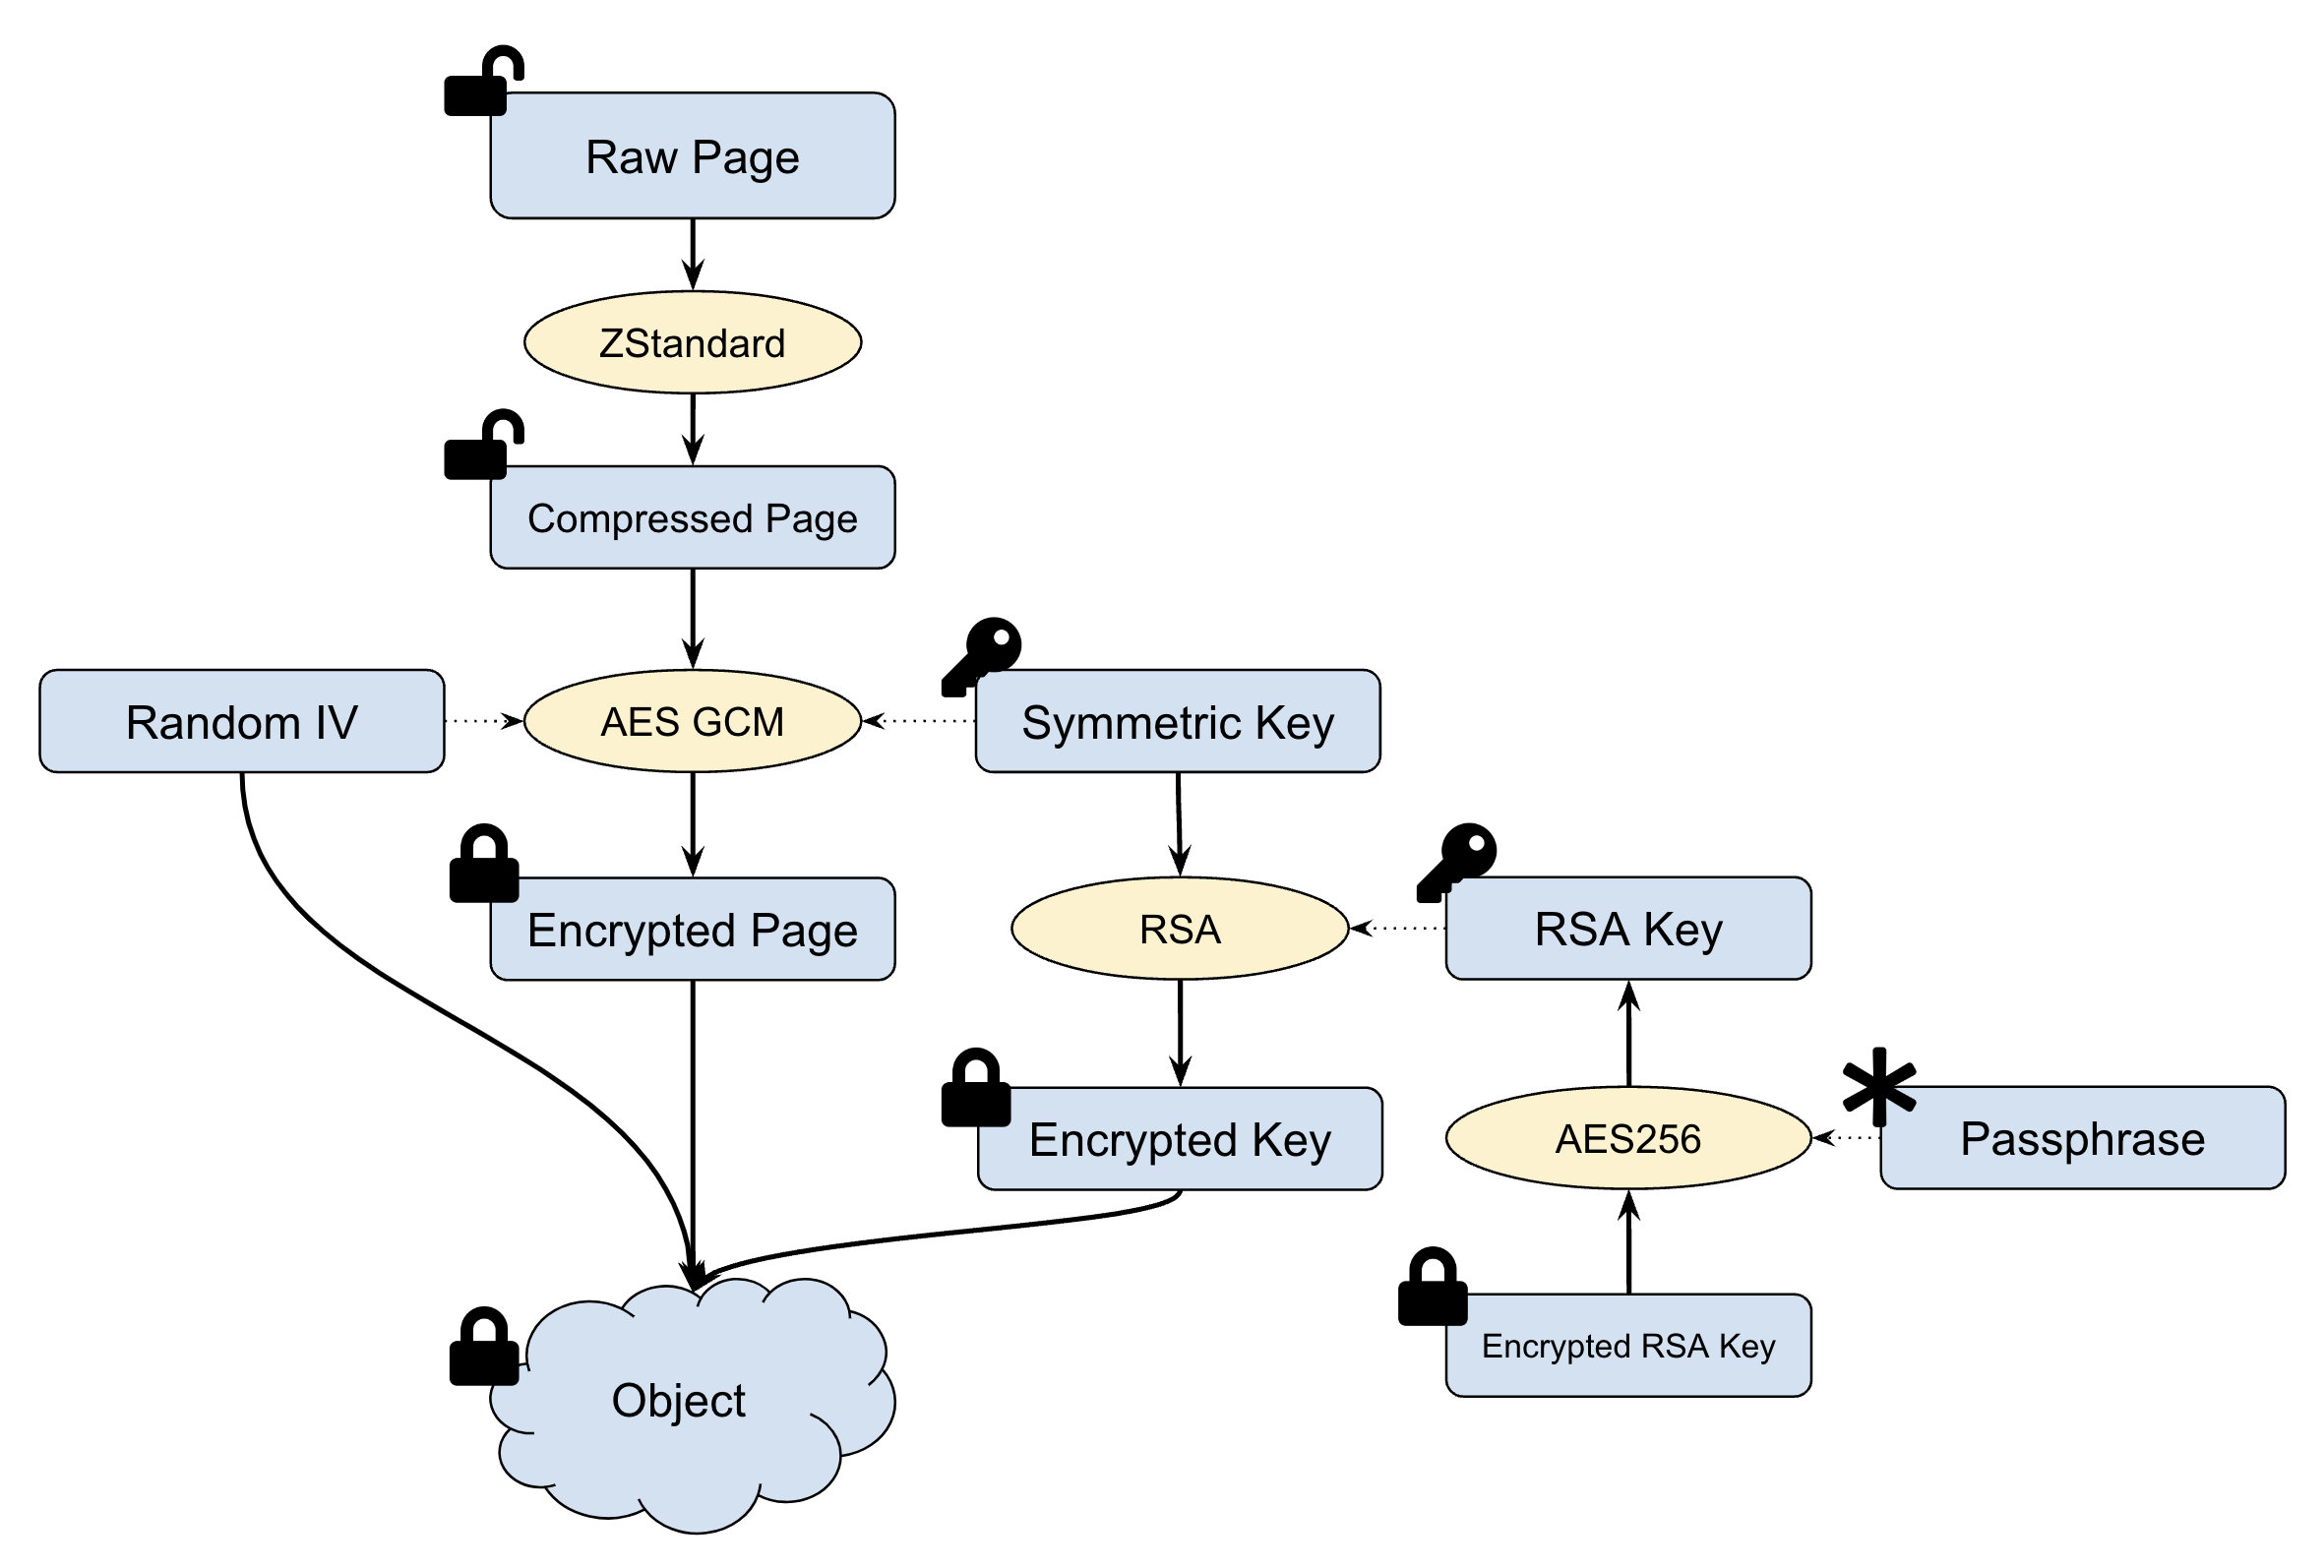 Raw Page
ZStandard
Compressed Page
Random IV
AES GCM
Symmetric Key
Encrypted Page
RSA
RSA Key
Encrypted Key
AES256
Passphrase
Encrypted RSA Key
Object